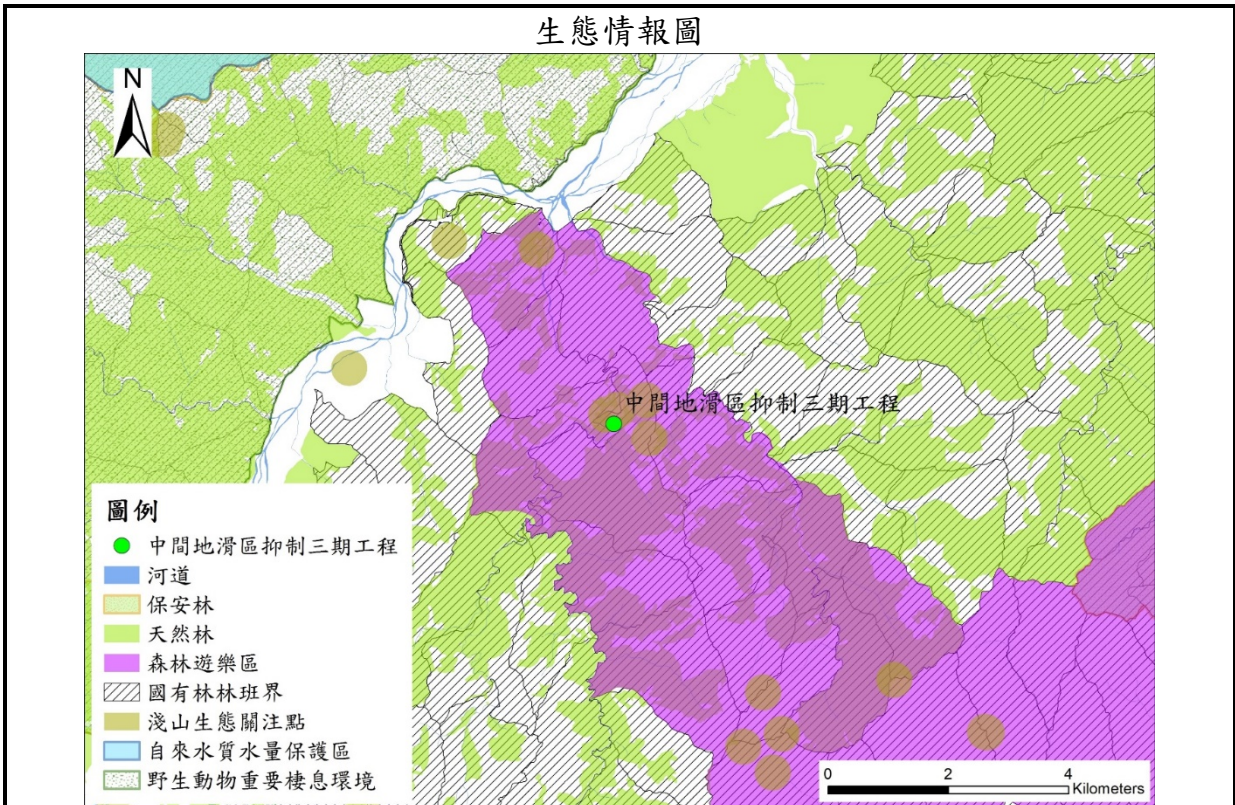 生態情報圖
N
中間地滑區抑制三期工程
圖例
中間地滑區抑制三期工程
河道
保安林
天然林
森林遊樂區
國有林林班界
淺山生態關注點
自來水質水量保護區
野生動物重要棲息環境
0 2 4
Kilometers